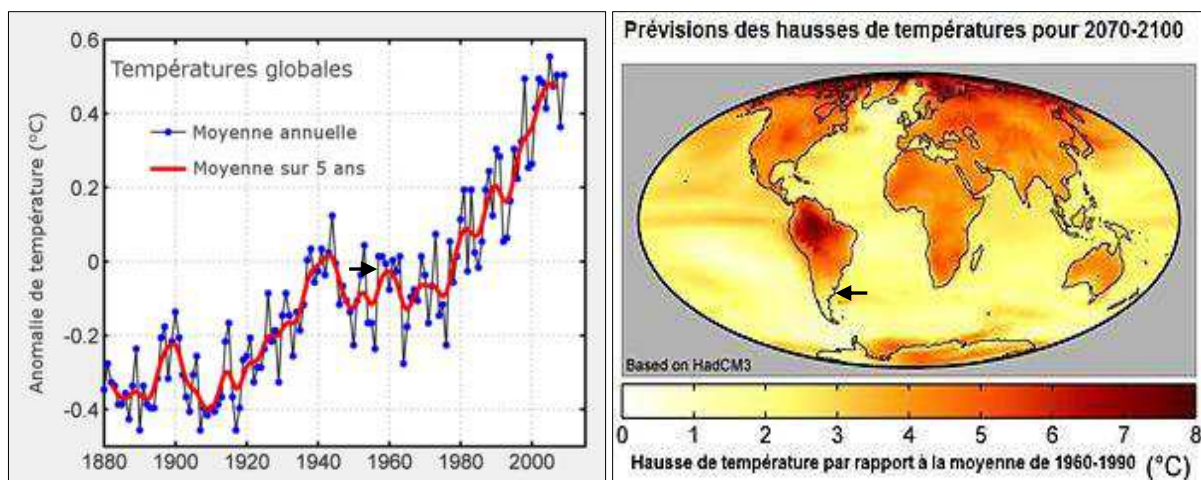 0.6
0.4
0.2
0
-0.2
-0.4
Anomalie de température (°C)
Températures globales
Moyenne annuelle
Moyenne sur 5 ans
1880 1900 1920 1940 1960 1980 2000
Prévisions des hausses de températures pour 2070-2100
Based on HadCM3
0 1 2 3 4 5 6 7 8
Hausse de température par rapport à la moyenne de 1960-1990 (°C)